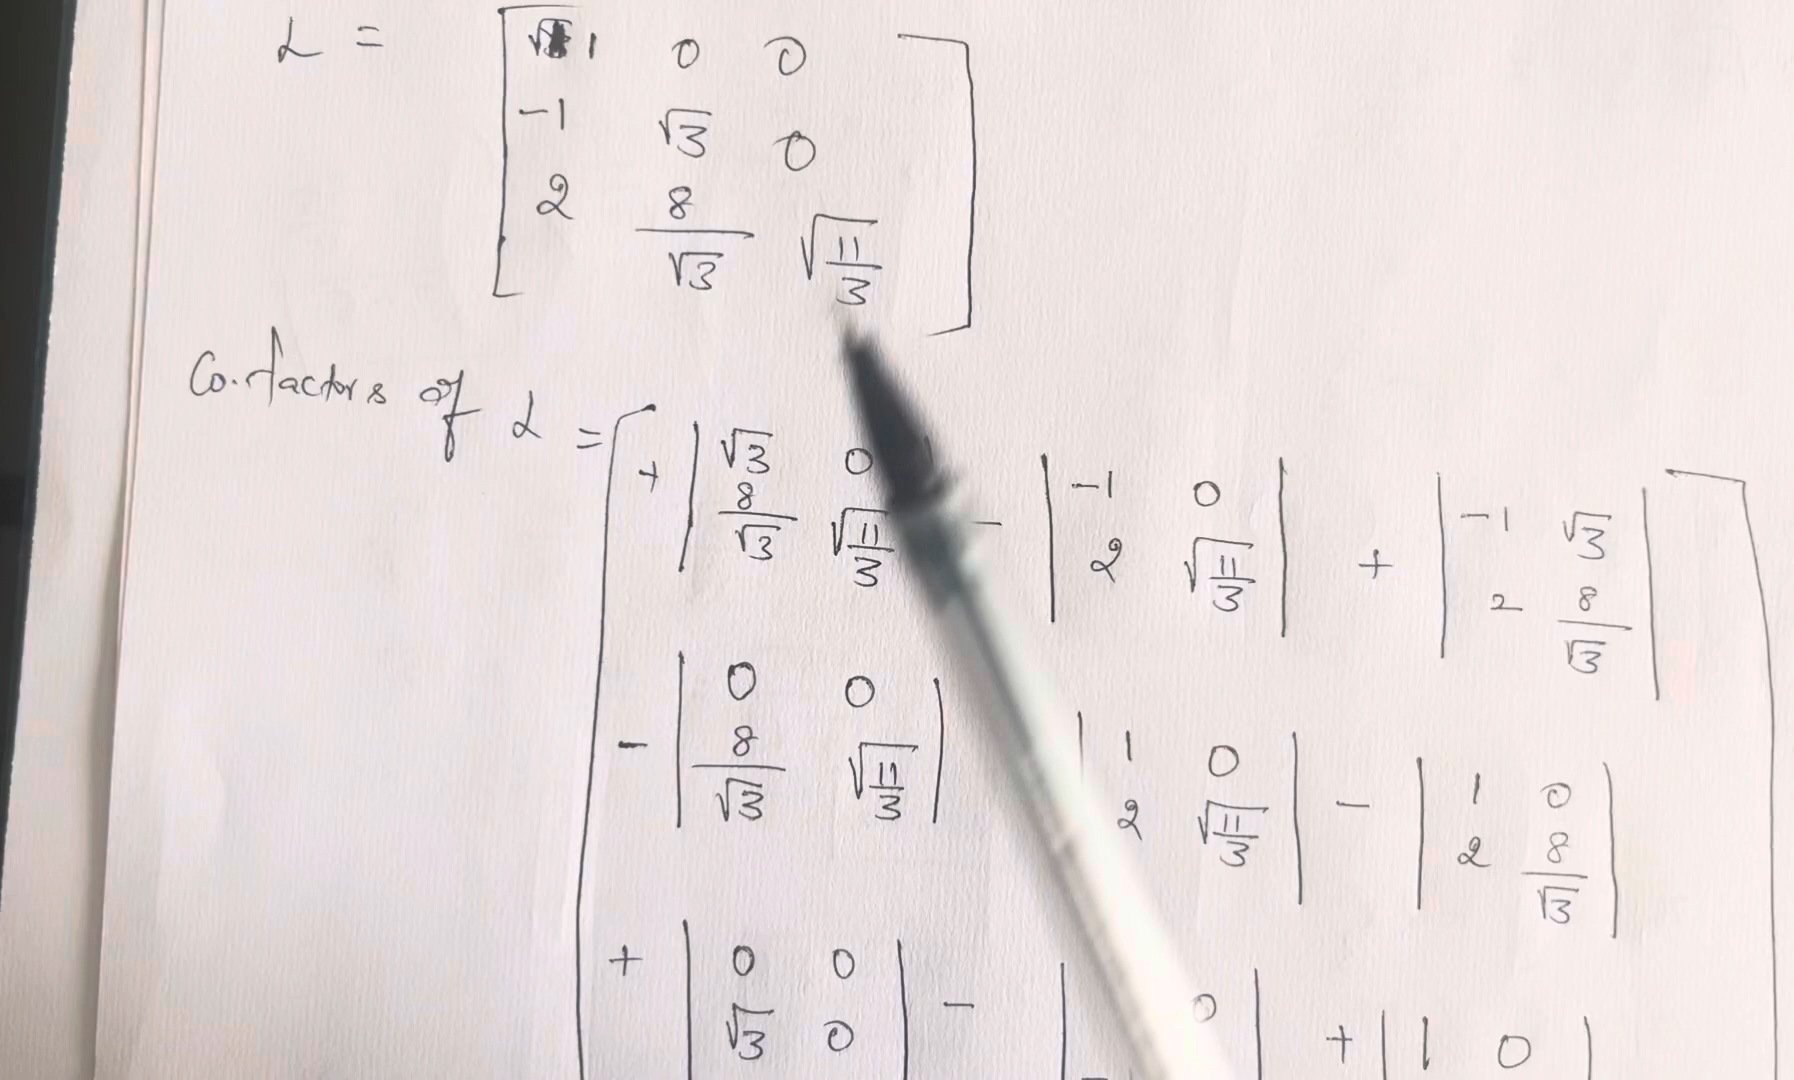 L = [ 1 0 0
-1 √3 0
2 8/√3 √11/3 ]
Co.factors of L = [ + | √3 0 - | -1 0 | + | -1 √3 |
8/√3 √11/3 2 √11/3 2 8/√3
- | 0 0 | | 1 0 | - | 1 0 |
8/√3 √11/3 2 √11/3 2 8/√3
+ | 0 0 | - | 0 | + | 1 0 |
√3 0